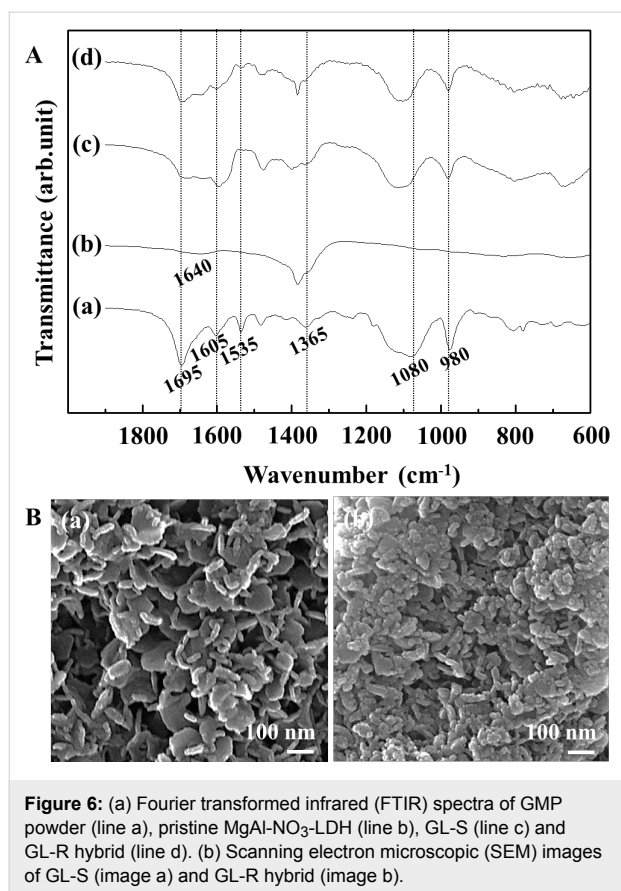 A
(d)
(c)
(b)
1640
(a)
1695
1605
1535
1365
1080
980
Transmittance (arb.unit)
1800 1600 1400 1200 1000 800 600
Wavenumber (cm-1)
B (a)
(b)
100 nm
100 nm
Figure 6: (a) Fourier transformed infrared (FTIR) spectra of GMP
powder (line a), pristine MgAl-NO3-LDH (line b), GL-S (line c) and
GL-R hybrid (line d). (b) Scanning electron microscopic (SEM) images
of GL-S (image a) and GL-R hybrid (image b).